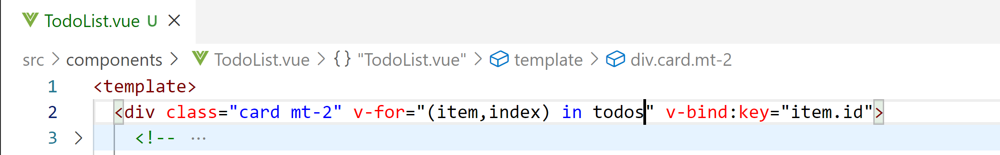 TodoList.vue U
src > components > TodoList.vue > {} "TodoList.vue" > template > div.card.mt-2
1 <template>
2 <div class="card mt-2" v-for="(item,index) in todos" v-bind:key="item.id">
3 > <!-- ···